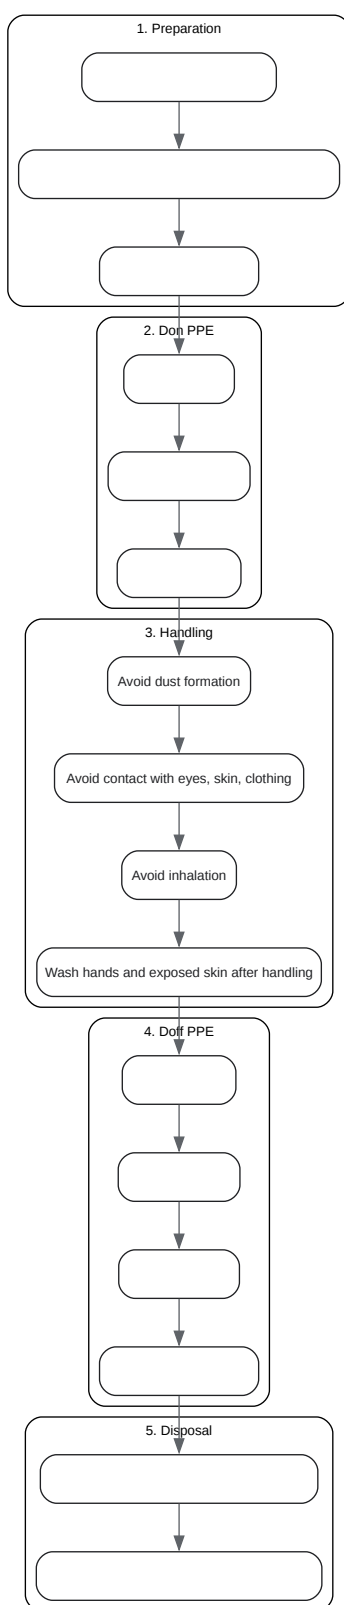 1. Preparation
2. Don PPE
3. Handling
Avoid dust formation
Avoid contact with eyes, skin, clothing
Avoid inhalation
Wash hands and exposed skin after handling
4. Doff PPE
5. Disposal